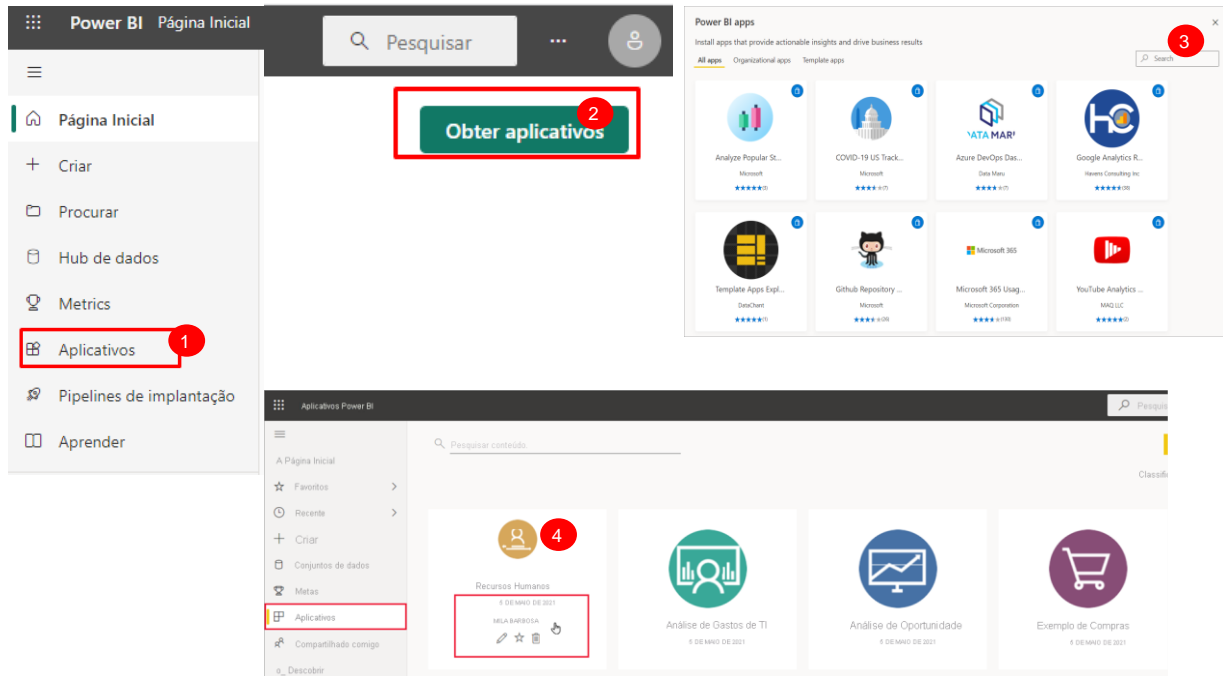 Power BI Página Inicial
Página Inicial
Criar
Procurar
Hub de dados
Metrics
Aplicativos
1
Pipelines de implantação
Aprender
Pesquisar
...
Obter aplicativos
2
Power BI apps
Install apps that provide actionable insights and drive business results
All apps Organizational apps Template apps
Search
3
Analyze Popular St... COVID-19 US Track... Azure DevOps Das... Google Analytics R...
Microsoft Microsoft Data Maru Havens Consulting Inc
Template Apps Expl... Github Repository ... Microsoft 365 Usag... YouTube Analytics ...
DataChant Microsoft Microsoft Corporation MAQ LLC
Microsoft 365
Aplicativos Power BI
Pesquis
Pesquisar conteúdo.
A Página Inicial
Classifi
Favoritos
Recente
Criar
Conjuntos de dados
Metas
Aplicativos
Compartilhado comigo
o_ Descobrir
4
Recursos Humanos
5 DE MAIO DE 2021
MILA BARBOSA
Análise de Gastos de TI
5 DE MAIO DE 2021
Análise de Oportunidade
5 DE MAIO DE 2021
Exemplo de Compras
5 DE MAIO DE 2021